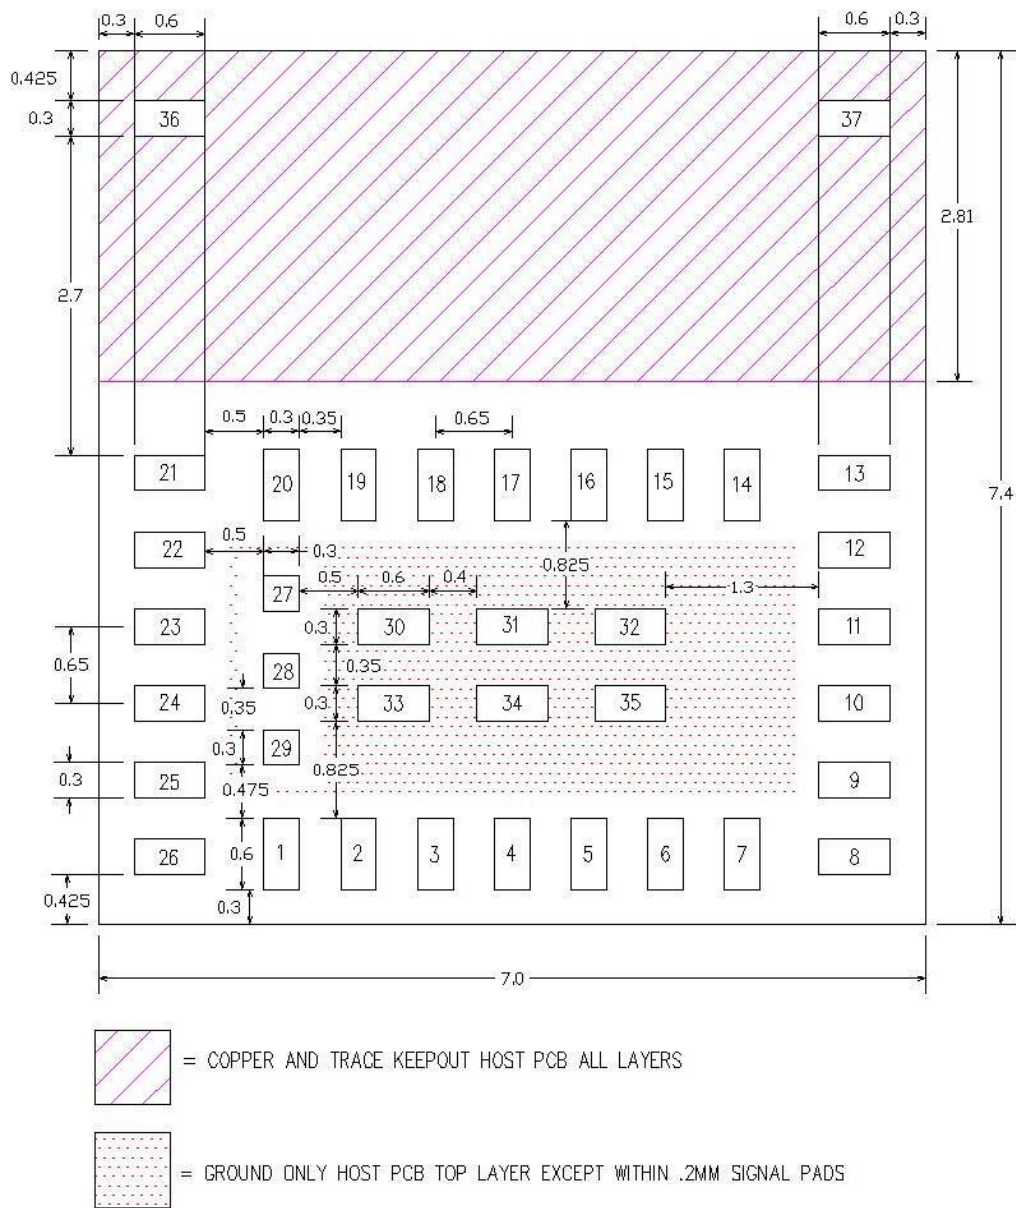 0.3 0.6 0.6 0.3
0.425
0.3 36 37
2.81
2.7
0.5 0.3 0.35 0.65
21 20 19 18 17 16 15 14 13
7.4
22 0.5 0.3 0.825 12
27 0.5 0.6 0.4 1.3
23 0.3 30 31 32 11
0.65 28 0.35
24 0.35 0.3 33 34 35 10
0.3 29
0.3 25 0.475 0.825 9
26 0.6 1 2 3 4 5 6 7 8
0.425 0.3
7.0
= COPPER AND TRACE KEEPOUT HOST PCB ALL LAYERS
= GROUND ONLY HOST PCB TOP LAYER EXCEPT WITHIN .2MM SIGNAL PADS